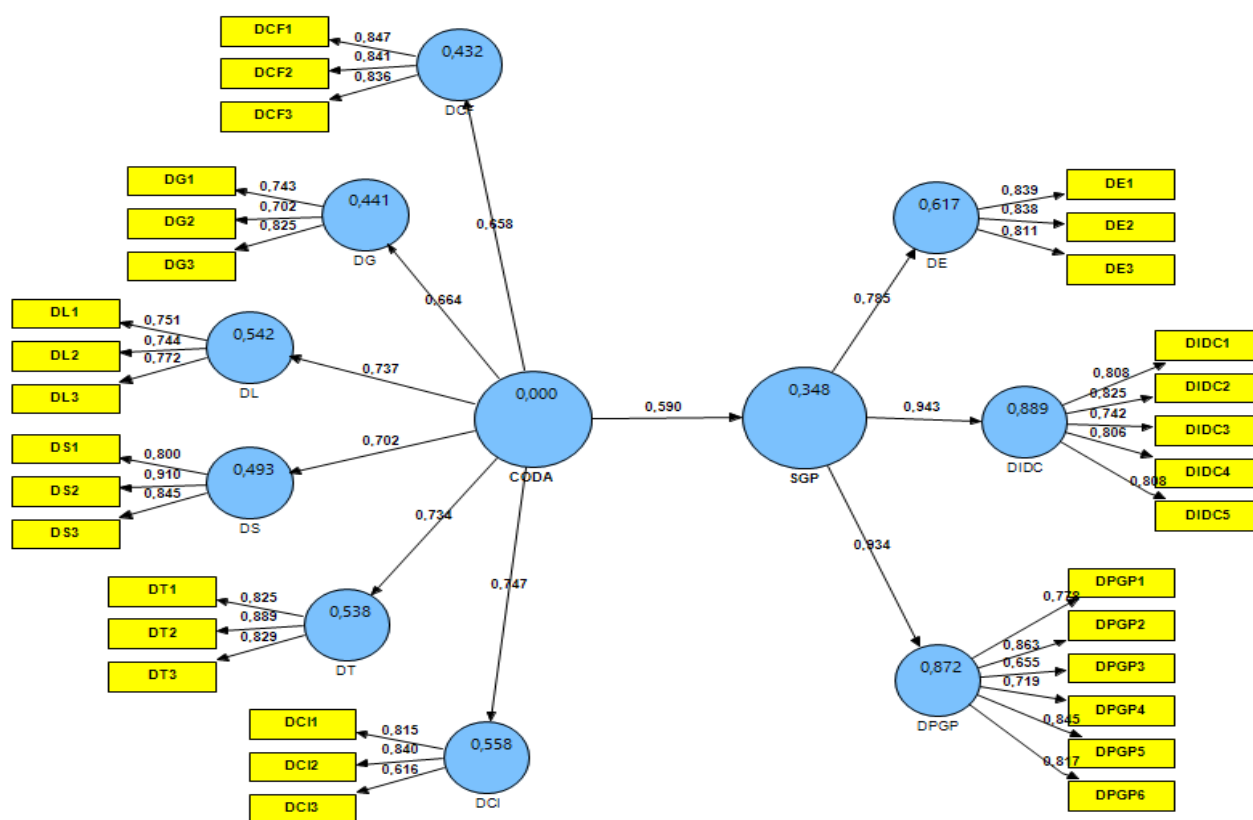 DCF1
DCF2
DCF3
0,847
0,841
0,836
0,432
DCF
0,658
DG1
DG2
DG3
0,743
0,702
0,825
0,441
DG
0,664
DL1
DL2
DL3
0,751
0,744
0,772
0,542
DL
0,737
DS1
DS2
DS3
0,800
0,910
0,845
0,493
DS
0,702
DT1
DT2
DT3
0,825
0,889
0,829
0,538
DT
0,734
DCI1
DCI2
DCI3
0,815
0,840
0,616
0,558
DCI
0,747
0,000
CODA
0,590
0,348
SGP
0,785
0,617
DE
0,839
0,838
0,811
DE1
DE2
DE3
0,943
0,889
DIDC
0,808
0,825
0,742
0,806
0,808
DIDC1
DIDC2
DIDC3
DIDC4
DIDC5
0,934
0,872
DPGP
0,778
0,863
0,655
0,719
0,845
0,817
DPGP1
DPGP2
DPGP3
DPGP4
DPGP5
DPGP6